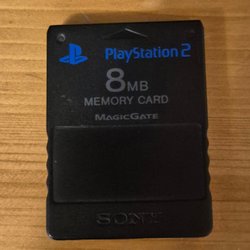 PlayStation 2
8MB
MEMORY CARD
MAGICGATE
SONY